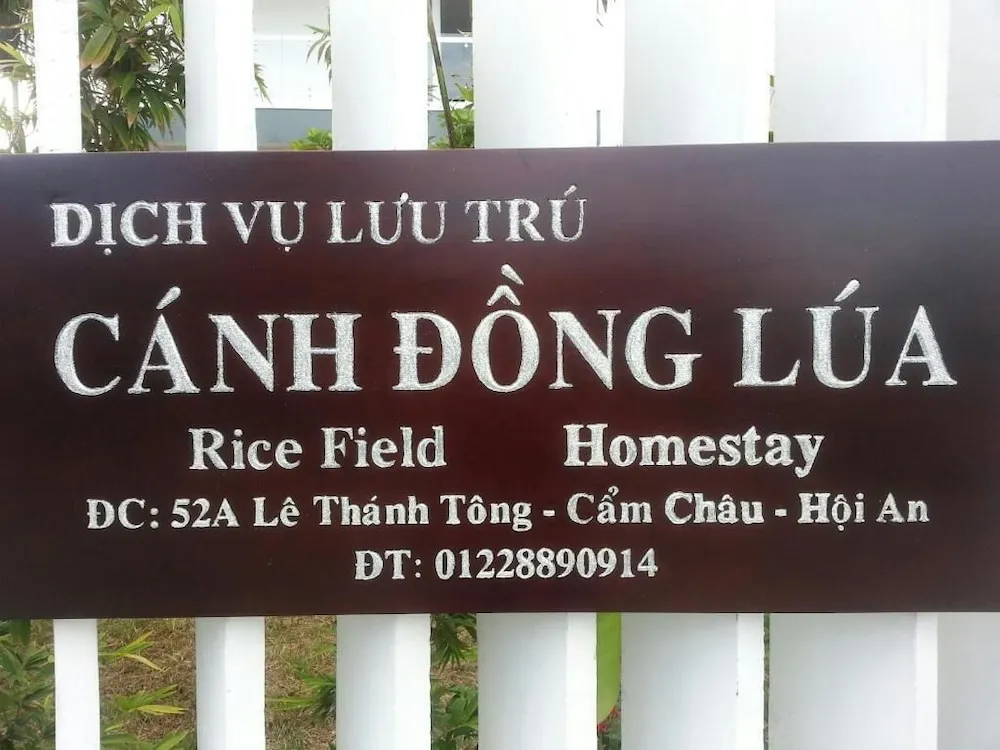 DỊCH VỤ LƯU TRÚ
CÁNH ĐỒNG LÚA
Rice Field Homestay
ĐC: 52A Lê Thánh Tông - Cẩm Châu - Hội An
ĐT: 01228890914